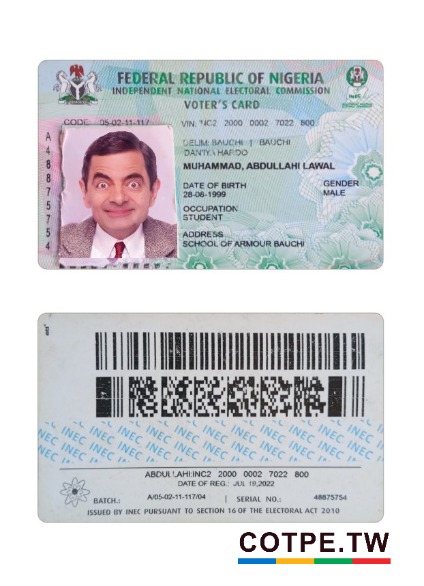 FEDERAL REPUBLIC OF NIGERIA
INDEPENDENT NATIONAL ELECTORAL COMMISSION
VOTER'S CARD
CODE: 05-02-11-117 VIN: INC2 2000 0002 7022 800
DELIM: BAUCHI | BAUCHI
DANIYA HARDO
MUHAMMAD, ABDULLAHI LAWAL
DATE OF BIRTH GENDER
28-06-1999 MALE
OCCUPATION
STUDENT
ADDRESS
SCHOOL OF ARMOUR BAUCHI
A48875754
INEC INEC INEC INEC INEC INEC
ABDULLAHI:INC2 2000 0002 7022 800
DATE OF REG.: JUL 19,2022
BATCH: A/05-02-11-117/04 | SERIAL NO.: 48875754
ISSUED BY INEC PURSUANT TO SECTION 16 OF THE ELECTORAL ACT 2010
COTPE.TW